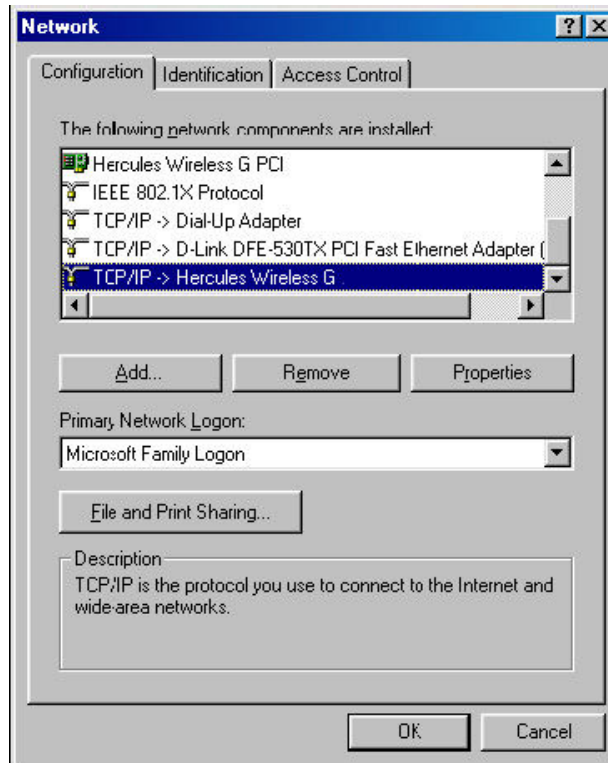 Network
Configuration Identification Access Control
The following network components are installed:
Hercules Wireless G PCI
IEEE 802.1X Protocol
TCP/IP -> Dial-Up Adapter
TCP/IP -> D-Link DFE-530TX PCI Fast Ethernet Adapter (
TCP/IP -> Hercules Wireless G
Add... Remove Properties
Primary Network Logon:
Microsoft Family Logon
File and Print Sharing...
Description
TCP/IP is the protocol you use to connect to the Internet and
wide-area networks.
OK Cancel